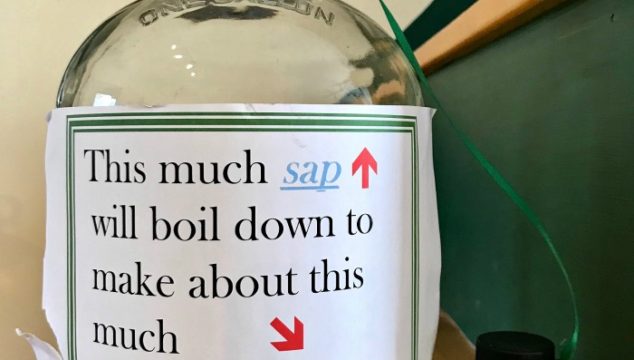 ONE GALLON
This much sap
will boil down to
make about this
much